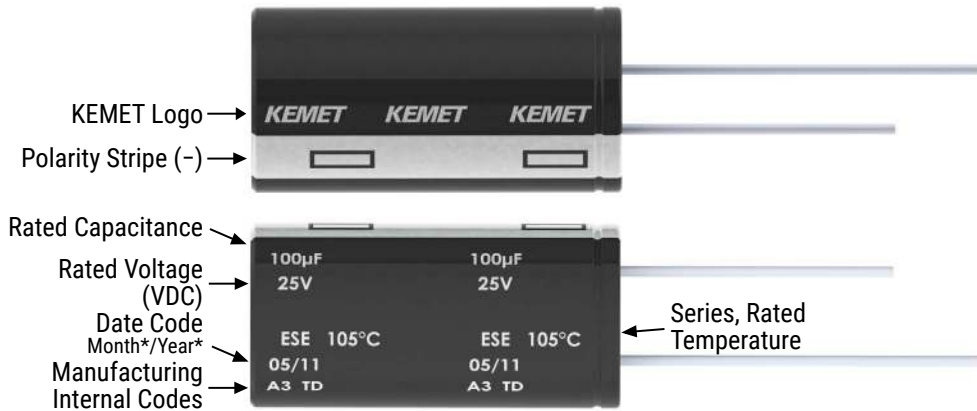 KEMET Logo
KEMET KEMET KEMET
Polarity Stripe (−)
Rated Capacitance
100µF 100µF
Rated Voltage
(VDC)
25V 25V
Date Code
Month*/Year*
ESE 105°C ESE 105°C
Series, Rated
Temperature
05/11 05/11
Manufacturing
Internal Codes
A3 TD A3 TD